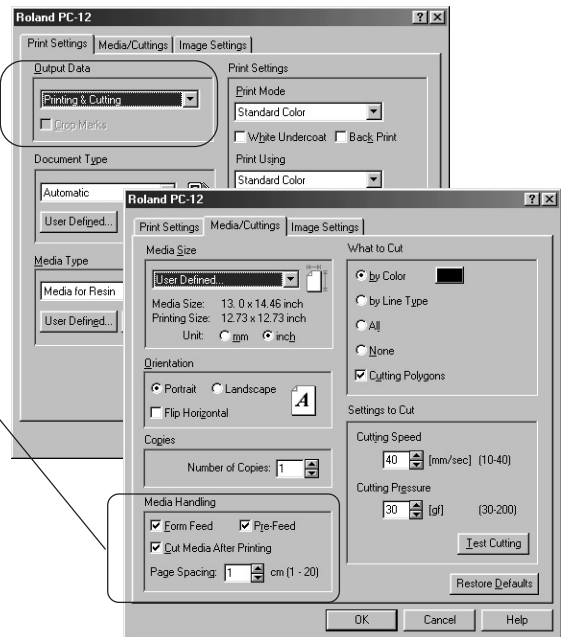 Roland PC-12
Print Settings Media/Cuttings Image Settings
Output Data
Printing & Cutting
Crop Marks
Document Type
Automatic
User Defined...
Media Type
Media for Resin
User Defined...
Print Settings
Print Mode
Standard Color
White Undercoat Back Print
Print Using
Standard Color
Roland PC-12
Print Settings Media/Cuttings Image Settings
Media Size
User Defined...
Media Size: 13. 0 x 14.46 inch
Printing Size: 12.73 x 12.73 inch
Unit: mm inch
Orientation
Portrait Landscape
Flip Horizontal
A
Copies
Number of Copies: 1
Media Handling
Form Feed Pre-Feed
Cut Media After Printing
Page Spacing: 1 cm (1 - 20)
What to Cut
by Color
by Line Type
All
None
Cutting Polygons
Settings to Cut
Cutting Speed
40 [mm/sec] (10-40)
Cutting Pressure
30 [gf] (30-200)
Test Cutting
Restore Defaults
OK Cancel Help